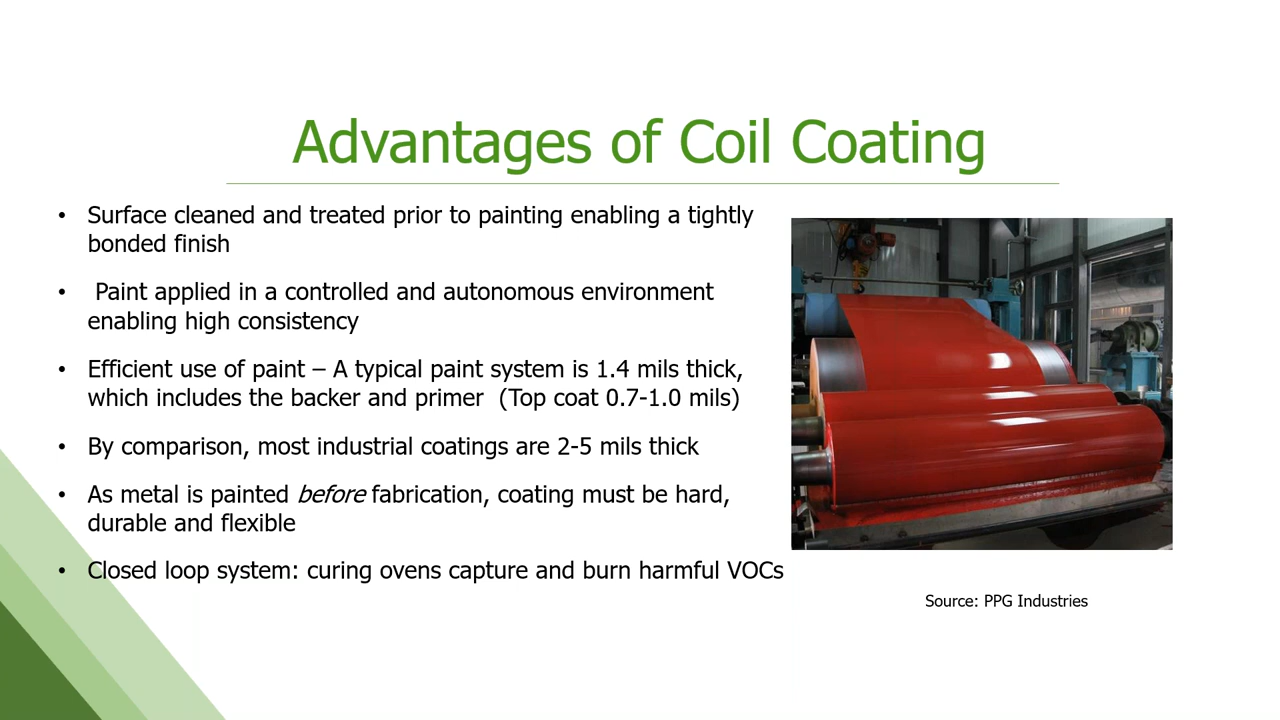 Advantages of Coil Coating
• Surface cleaned and treated prior to painting enabling a tightly
bonded finish
• Paint applied in a controlled and autonomous environment
enabling high consistency
• Efficient use of paint – A typical paint system is 1.4 mils thick,
which includes the backer and primer (Top coat 0.7-1.0 mils)
• By comparison, most industrial coatings are 2-5 mils thick
• As metal is painted before fabrication, coating must be hard,
durable and flexible
• Closed loop system: curing ovens capture and burn harmful VOCs
Source: PPG Industries